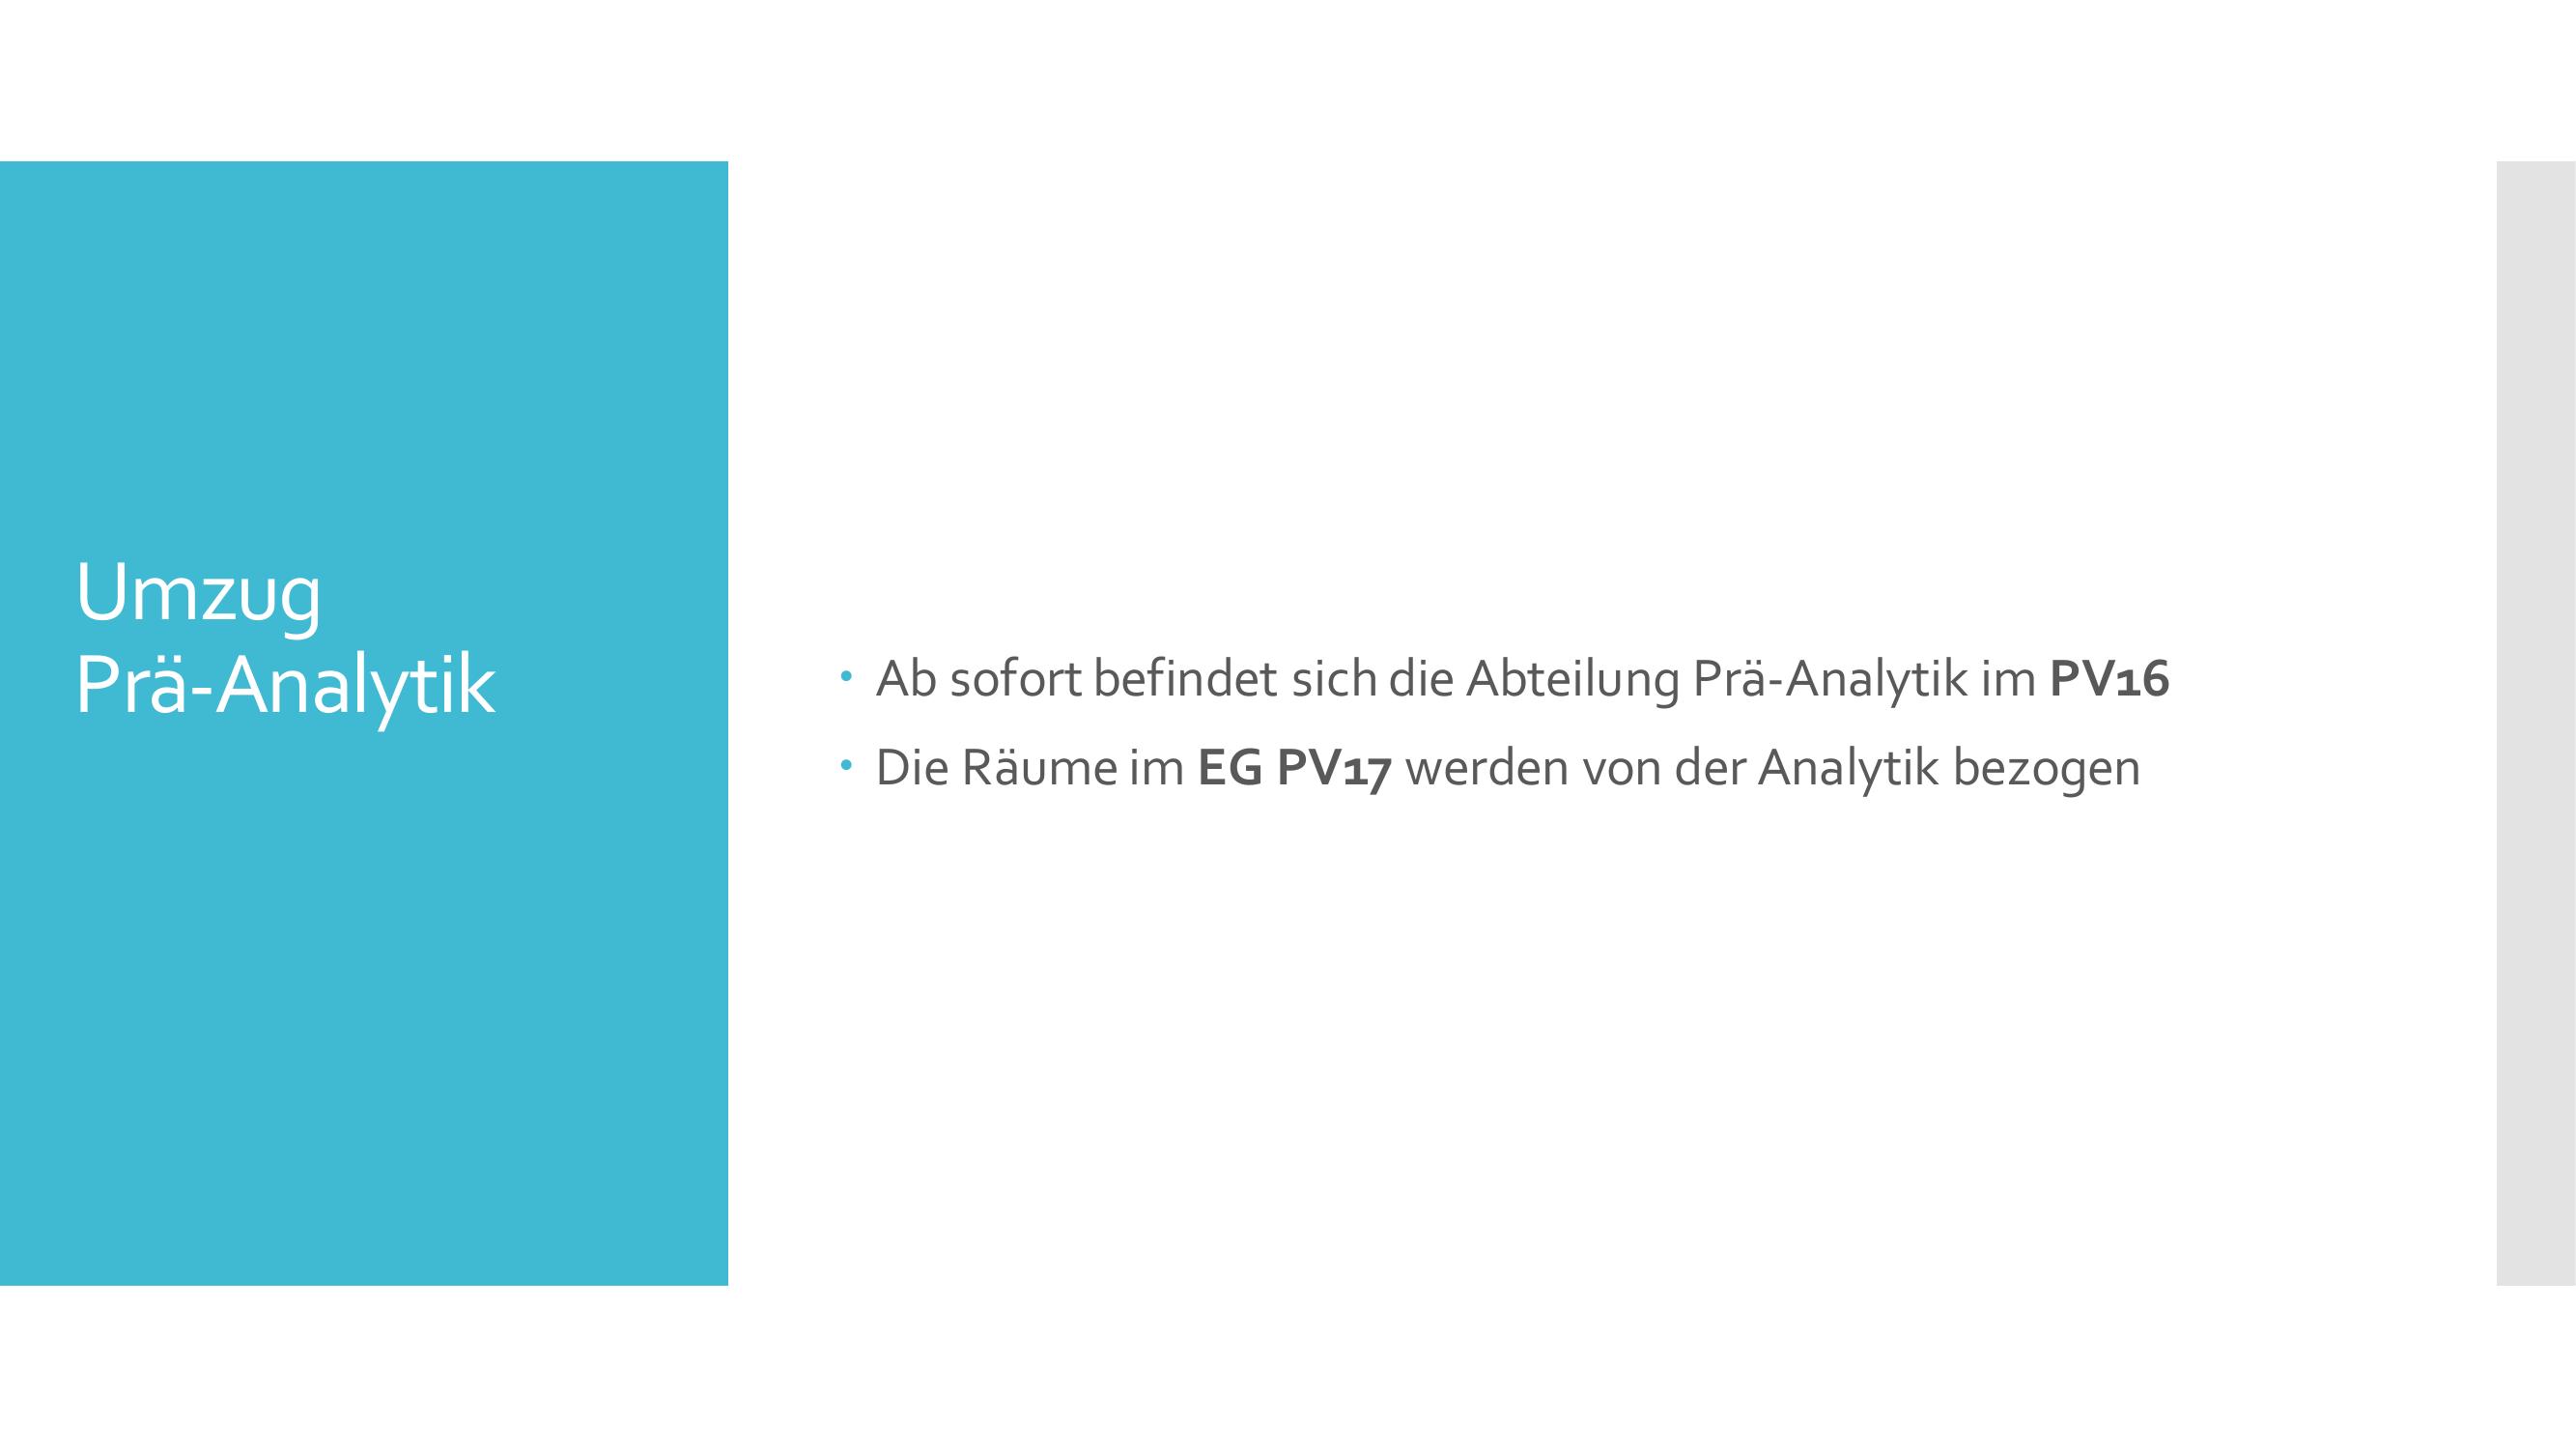 Umzug
Prä-Analytik
• Ab sofort befindet sich die Abteilung Prä-Analytik im PV16
• Die Räume im EG PV17 werden von der Analytik bezogen